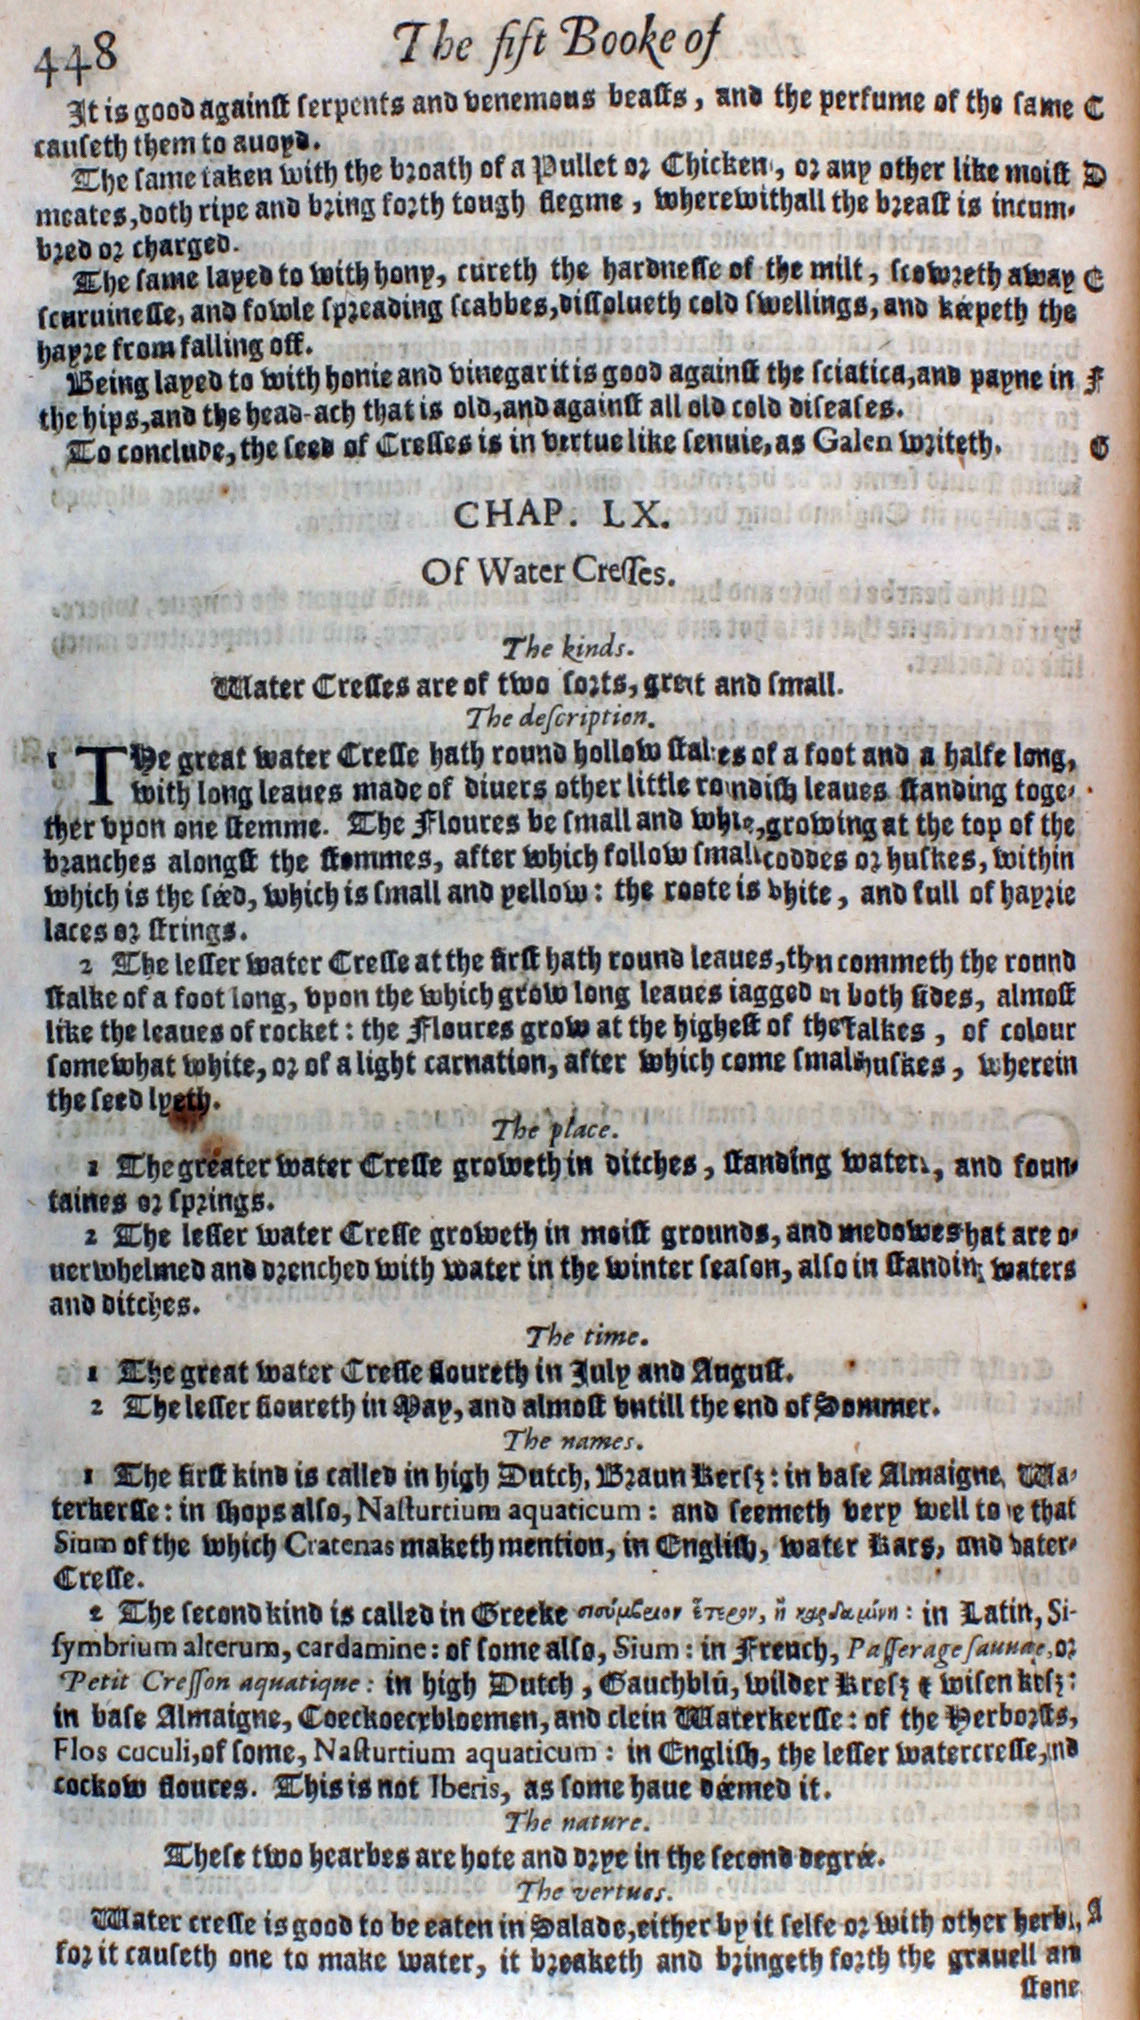 448 The fift Booke of
It is good against serpents and venemous beasts, and the perfume of the same C
causeth them to auoyd.
The same taken with the broath of a Pullet or Chicken, or any other like moist D
meates, doth ripe and bring forth tough flegme, wherewithall the breast is incum-
bred or charged.
The same layed to with hony, cureth the hardnesse of the milt, scowreth away E
scuruinesse, and fowle spreading scabbes, dissolueth cold swellings, and kéepeth the
hayre from falling off.
Being layed to with honie and vinegar it is good against the sciatica, and payne in F
the hips, and the head-ach that is old, and against all old cold diseases.
To conclude, the seed of Cresses is in vertue like senuie, as Galen writeth. G
CHAP. LX.
Of Water Cresses.
The kinds.
Water Cresses are of two sorts, great and small.
The description.
1 THe great water Cresse hath round hollow stalkes of a foot and a halfe long,
with long leaues made of diuers other little roundish leaues standing toge-
ther vpon one stemme. The Floures be small and white, growing at the top of the
branches alongst the stemmes, after which follow small coddes or huskes, within
which is the séed, which is small and yellow: the roote is white, and full of hayrie
laces or strings.
2 The lesser water Cresse at the first hath round leaues, then commeth the round
stalke of a foot long, vpon the which grow long leaues iagged on both sides, almost
like the leaues of rocket: the Floures grow at the highest of the stalkes, of colour
somewhat white, or of a light carnation, after which come small huskes, wherein
the seed lyeth.
The place.
1 The greater water Cresse groweth in ditches, standing waters, and foun-
taines or springs.
2 The lesser water Cresse groweth in moist grounds, and medowes that are o-
uerwhelmed and drenched with water in the winter season, also in standing waters
and ditches.
The time.
1 The great water Cresse floureth in July and August.
2 The lesser floureth in May, and almost vntill the end of Sommer.
The names.
1 The first kind is called in high Dutch, Braun Kersz: in base Almaigne, Wa-
terkersse: in shops also, Nasturtium aquaticum: and seemeth very well to be that
Sium of the which Cratenas maketh mention, in English, water Kars, and water-
Cresse.
2 The second kind is called in Greeke σισύμβειον ἕτερον, ἢ καρδαμίνη: in Latin, Si-
symbrium alterum, cardamine: of some also, Sium: in French, Passerage sauuage, or
Petit Cresson aquatique: in high Dutch, Gauchblů, wilder Kresz & wisen kesz:
in base Almaigne, Coeckoecxbloemen, and clein Waterkersse: of the Herborists,
Flos cuculi, of some, Nasturtium aquaticum: in English, the lesser watercresse, and
cockow floures. This is not Iberis, as some haue déemed it.
The nature.
These two hearbes are hote and drye in the second degrée.
The vertues.
Water cresse is good to be eaten in Salade, either by it selfe or with other herbs, A
for it causeth one to make water, it breaketh and bringeth forth the grauell and
stone